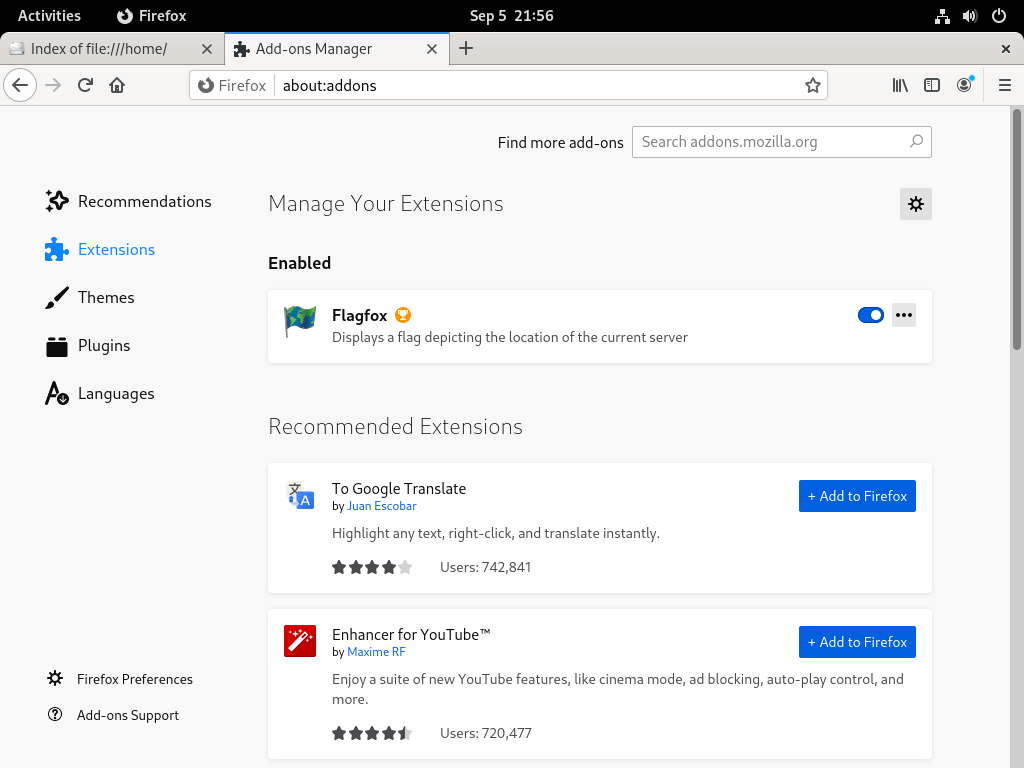 Activities
Firefox
Sep 5 21:56
Index of file:///home/
Add-ons Manager
Firefox
about:addons
Find more add-ons
Search addons.mozilla.org
Recommendations
Extensions
Themes
Plugins
Languages
Manage Your Extensions
Enabled
Flagfox
Displays a flag depicting the location of the current server
Recommended Extensions
To Google Translate
by Juan Escobar
+ Add to Firefox
Highlight any text, right-click, and translate instantly.
Users: 742,841
Enhancer for YouTube™
by Maxime RF
+ Add to Firefox
Enjoy a suite of new YouTube features, like cinema mode, ad blocking, auto-play control, and
more.
Users: 720,477
Firefox Preferences
Add-ons Support